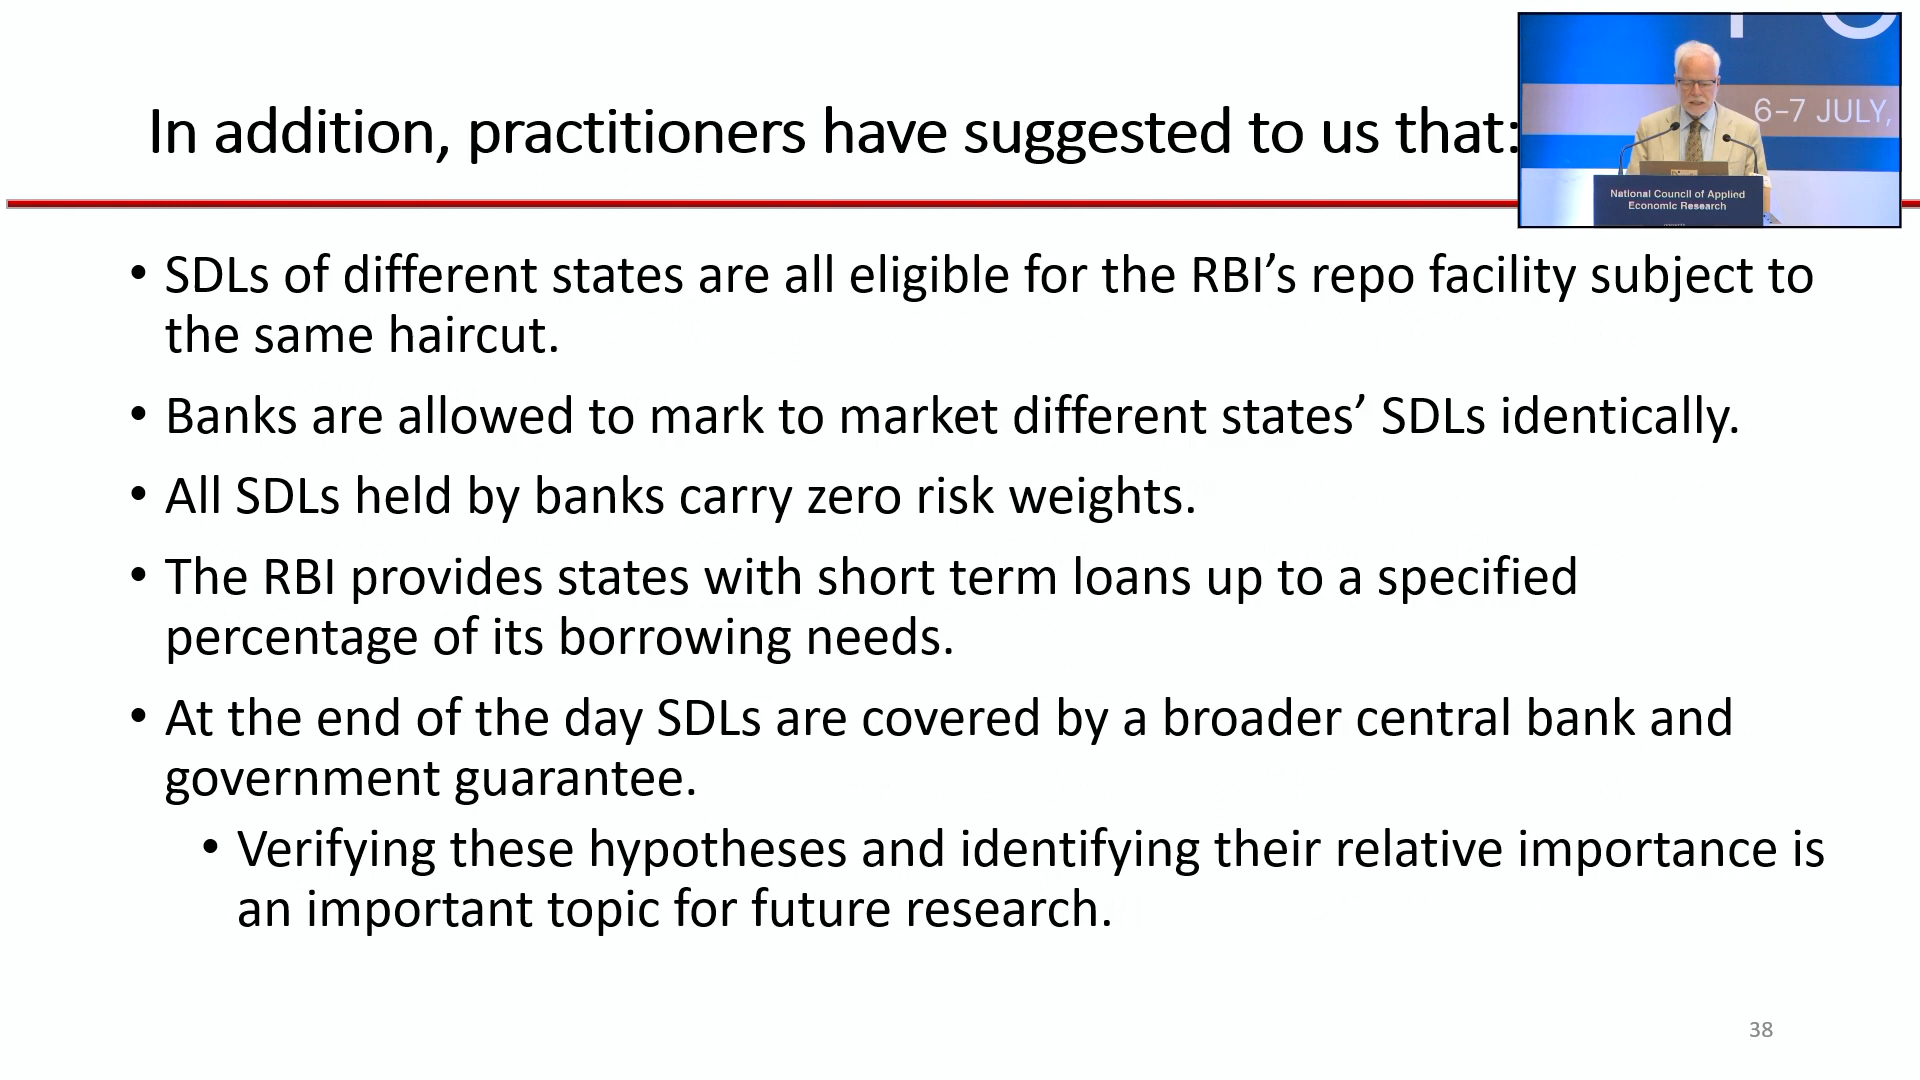 In addition, practitioners have suggested to us that:
6-7 JULY,
National Council of Applied
Economic Research
• SDLs of different states are all eligible for the RBI’s repo facility subject to
the same haircut.
• Banks are allowed to mark to market different states’ SDLs identically.
• All SDLs held by banks carry zero risk weights.
• The RBI provides states with short term loans up to a specified
percentage of its borrowing needs.
• At the end of the day SDLs are covered by a broader central bank and
government guarantee.
• Verifying these hypotheses and identifying their relative importance is
an important topic for future research.
38